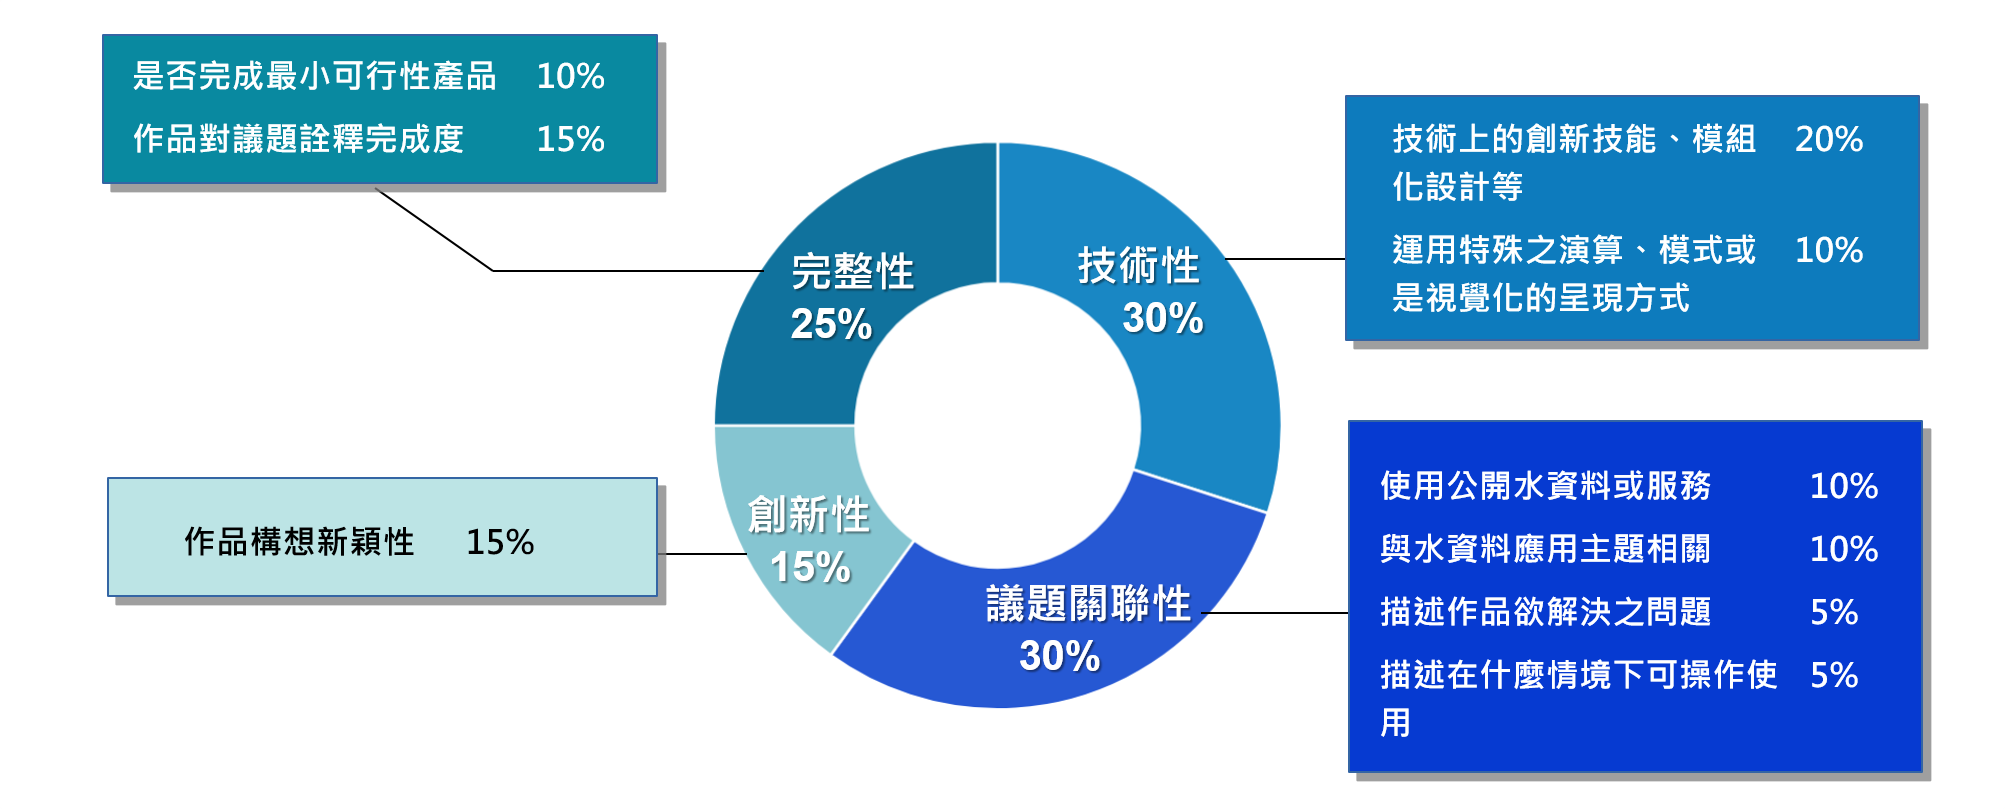 是否完成最小可行性產品 10%
作品對議題詮釋完成度 15%
技術上的創新技能、模組 20%
化設計等
運用特殊之演算、模式或 10%
是視覺化的呈現方式
完整性
25%
技術性
30%
創新性
15%
議題關聯性
30%
作品構想新穎性 15%
使用公開水資料或服務 10%
與水資料應用主題相關 10%
描述作品欲解決之問題 5%
描述在什麼情境下可操作使 5%
用